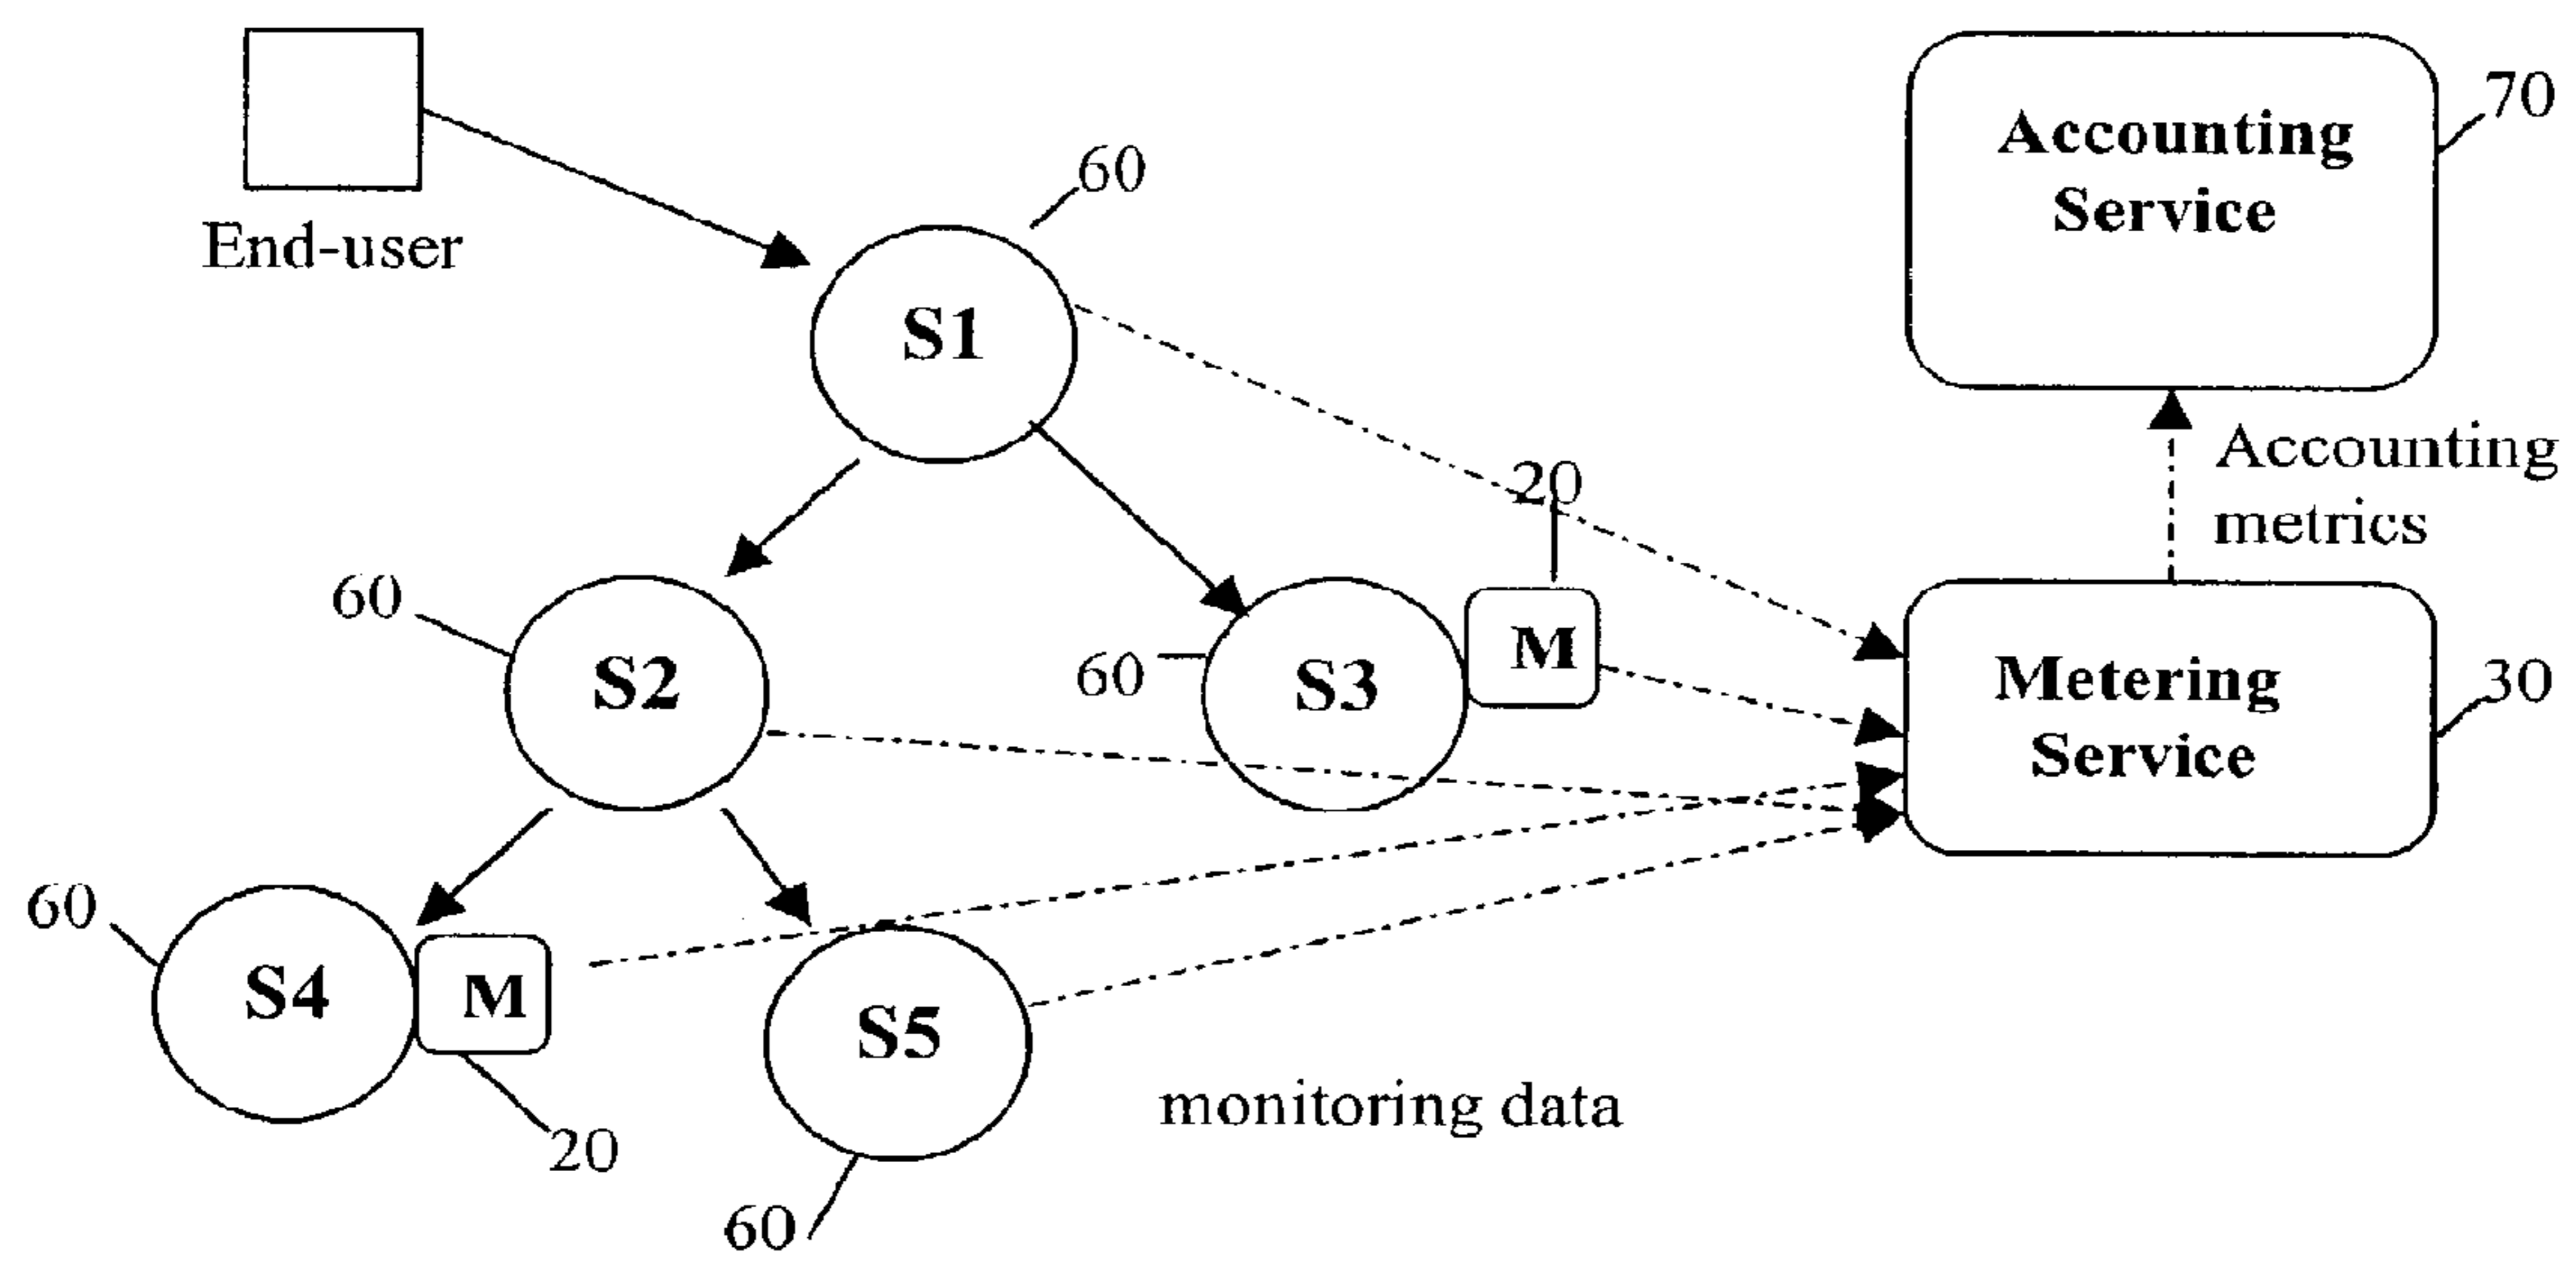 70
Accounting
Service
60
End-user
S1
Accounting
metrics
20
60
M
S2
60
S3
Metering
Service
30
60
S4
M
S5
monitoring data
20
60